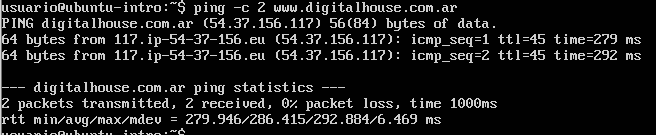 usuario@ubuntu-intro:~$ ping -c 2 www.digitalhouse.com.ar
PING digitalhouse.com.ar (54.37.156.117) 56(84) bytes of data.
64 bytes from 117.ip-54-37-156.eu (54.37.156.117): icmp_seq=1 ttl=45 time=279 ms
64 bytes from 117.ip-54-37-156.eu (54.37.156.117): icmp_seq=2 ttl=45 time=292 ms

--- digitalhouse.com.ar ping statistics ---
2 packets transmitted, 2 received, 0% packet loss, time 1000ms
rtt min/avg/max/mdev = 279.946/286.415/292.884/6.469 ms
usuario@ubuntu-intro:~$